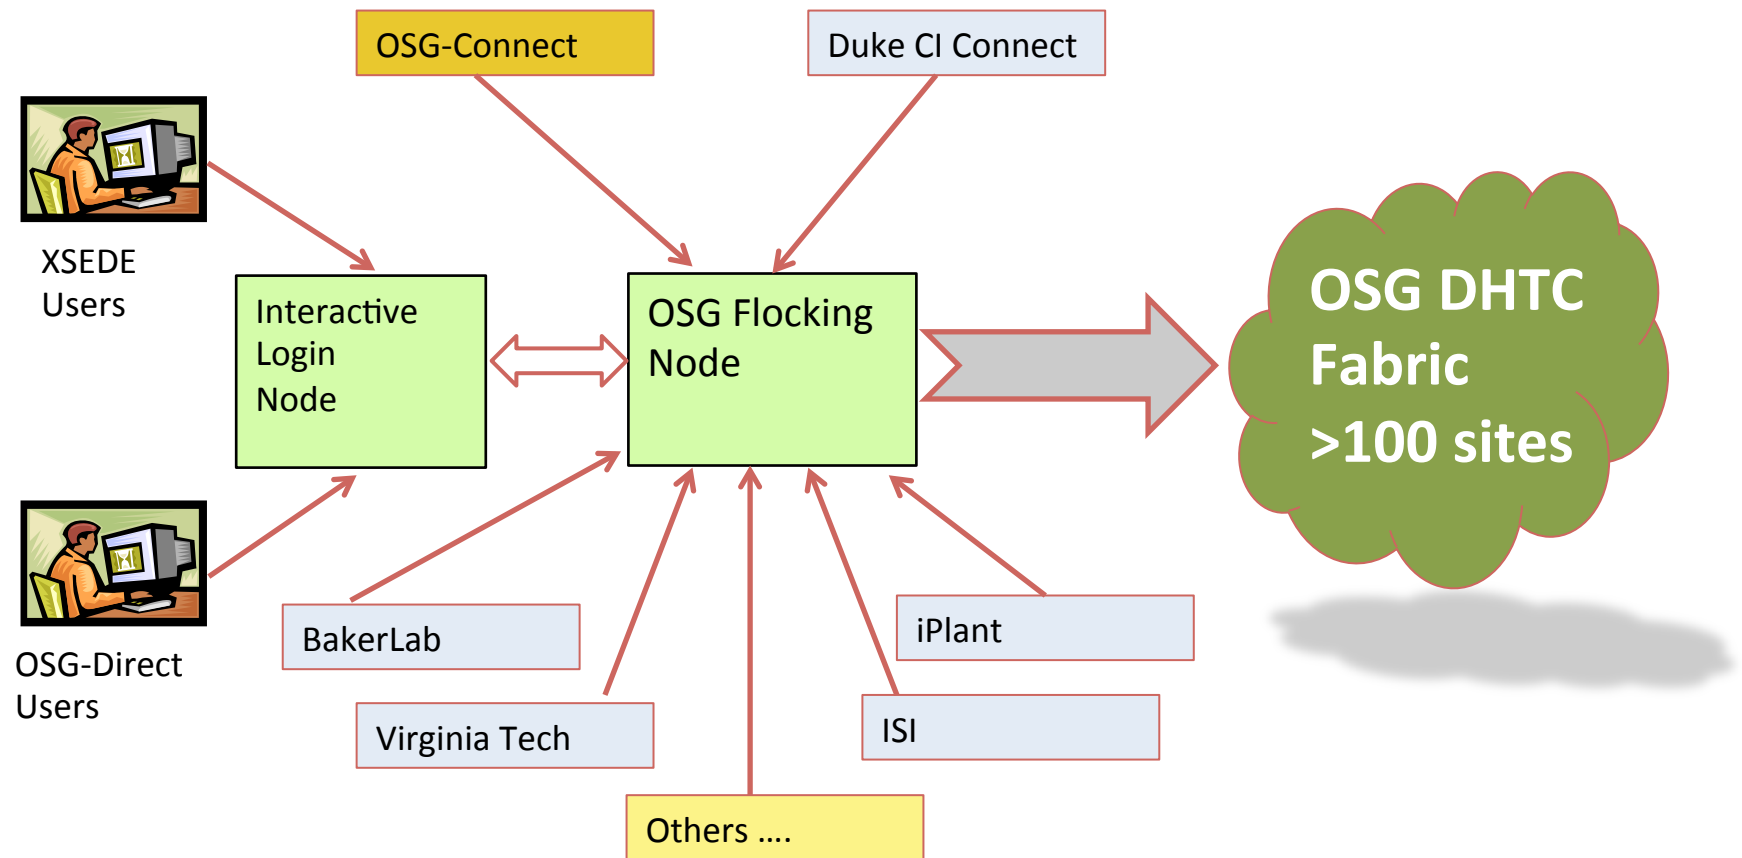 OSG-Connect
Duke CI Connect
XSEDE
Users
Interactive
Login
Node
OSG Flocking
Node
OSG DHTC
Fabric
>100 sites
OSG-Direct
Users
BakerLab
iPlant
Virginia Tech
ISI
Others ....